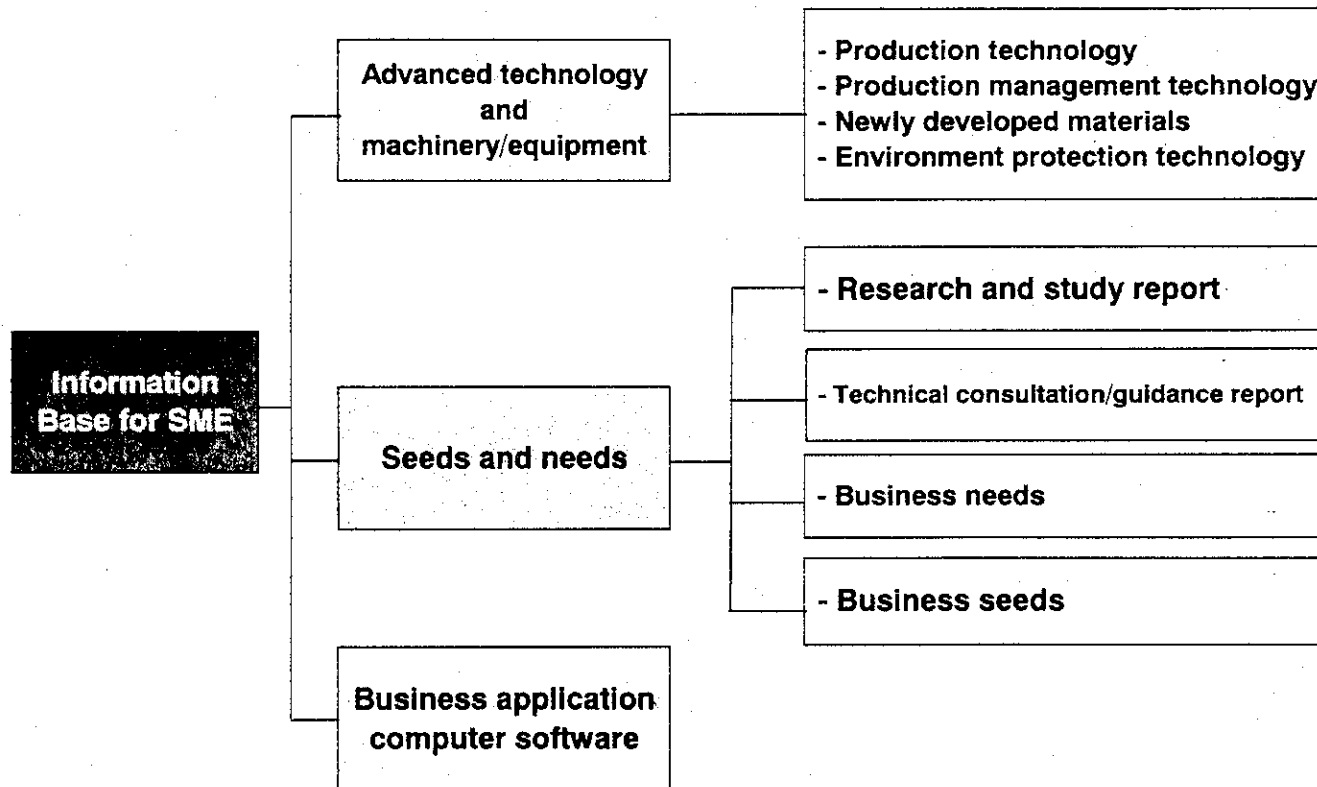 Advanced technology
and
machinery/equipment
- Production technology
- Production management technology
- Newly developed materials
- Environment protection technology
Information
Base for SME
Seeds and needs
- Research and study report
- Technical consultation/guidance report
- Business needs
- Business seeds
Business application
computer software